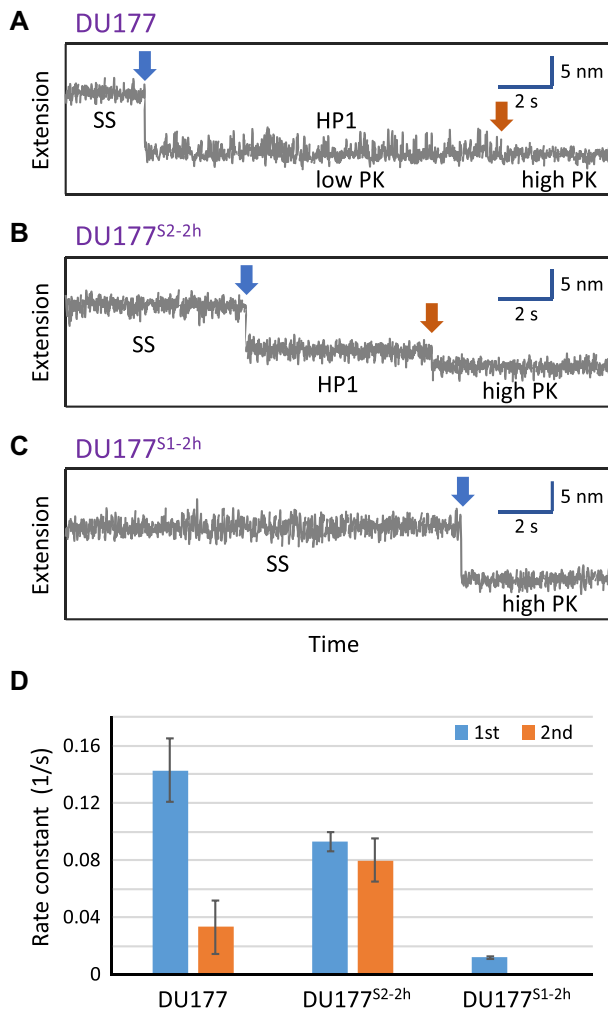 A
DU177
Extension
SS
HP1
low PK
high PK
5 nm
2 s
B
DU177S2-2h
Extension
SS
HP1
high PK
5 nm
2 s
C
DU177S1-2h
Extension
SS
high PK
5 nm
2 s
Time
D
Rate constant (1/s)
1st 2nd
0.16
0.12
0.08
0.04
0
DU177 DU177S2-2h DU177S1-2h